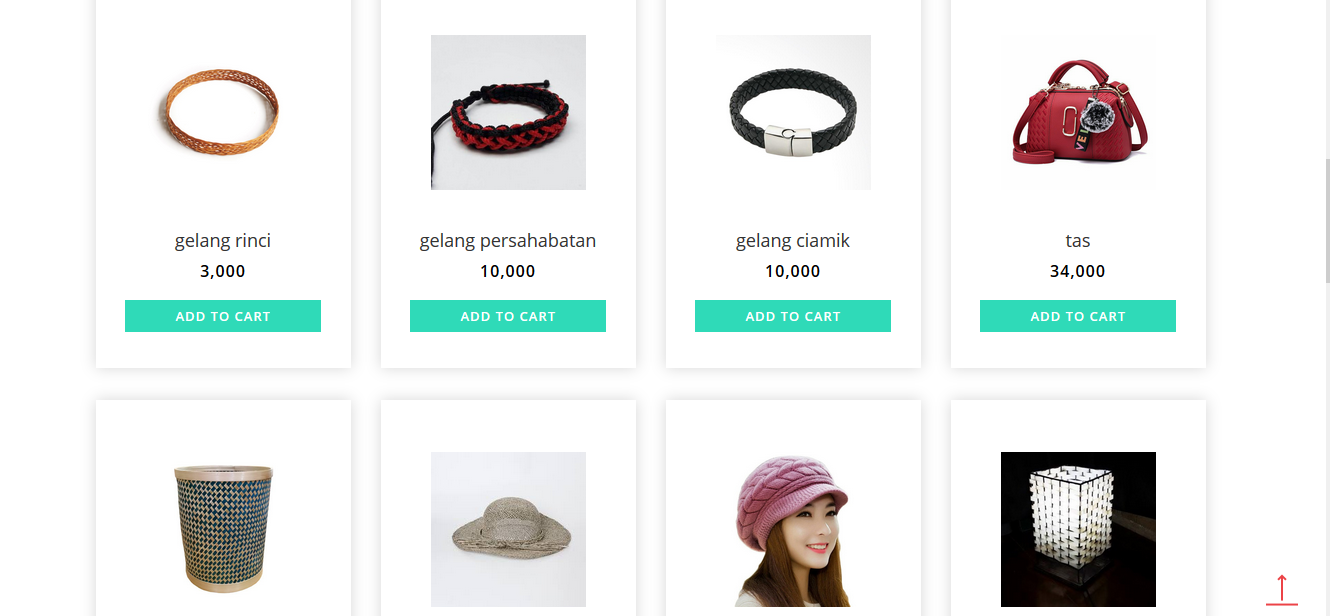 gelang rinci
3,000
ADD TO CART
gelang persahabatan
10,000
ADD TO CART
gelang ciamik
10,000
ADD TO CART
tas
34,000
ADD TO CART